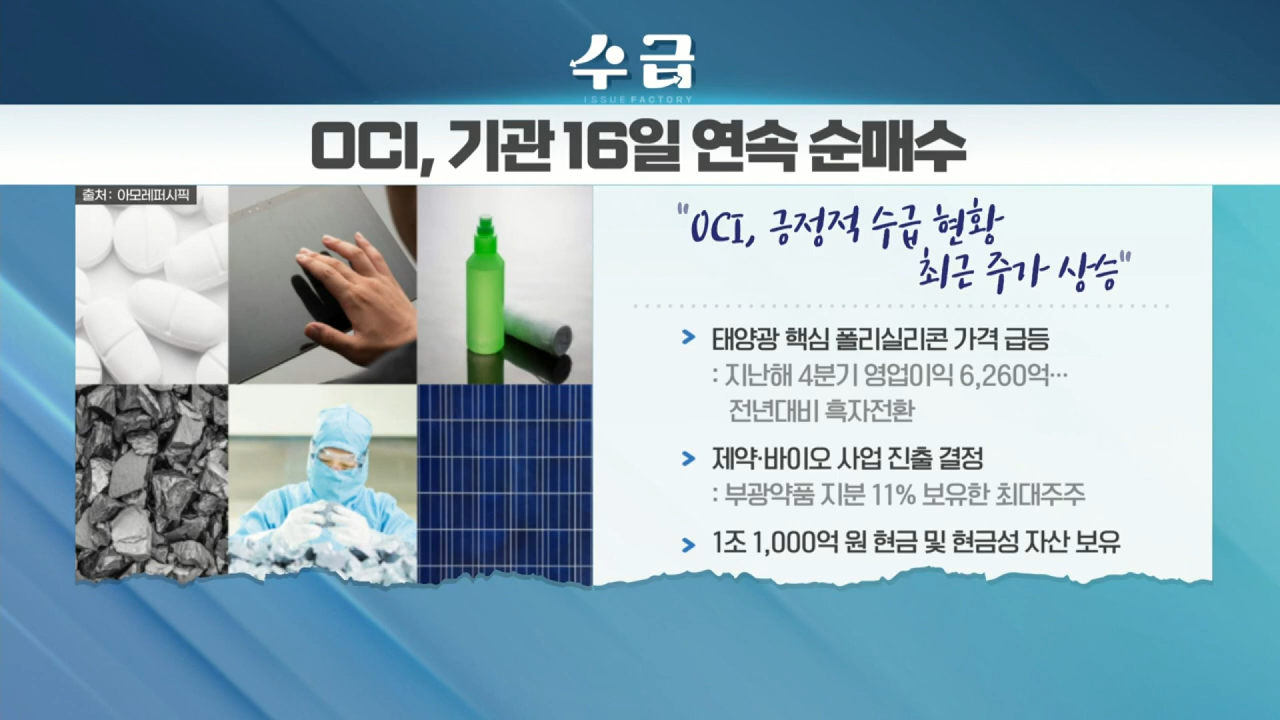 수급
ISSUE FACTORY
OCI, 기관 16일 연속 순매수
출처: 아모레퍼시픽
"OCI, 긍정적 수급 현황
최근 주가 상승"
> 태양광 핵심 폴리실리콘 가격 급등
: 지난해 4분기 영업이익 6,260억…
전년대비 흑자전환
> 제약·바이오 사업 진출 결정
: 부광약품 지분 11% 보유한 최대주주
> 1조 1,000억 원 현금 및 현금성 자산 보유